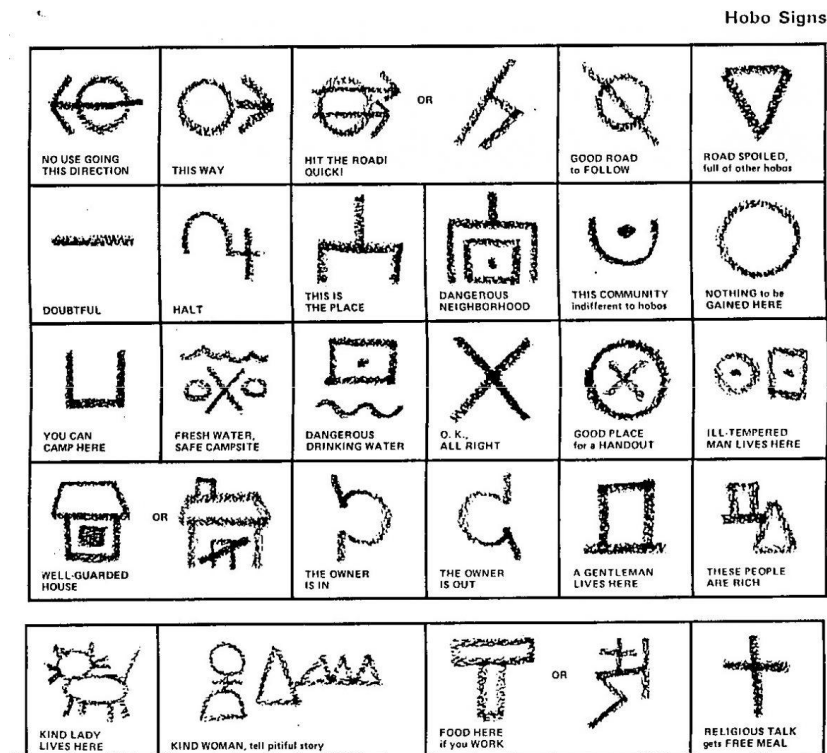 Hobo Signs
NO USE GOING
THIS DIRECTION
THIS WAY
HIT THE ROAD!
QUICK!
OR
GOOD ROAD
to FOLLOW
ROAD SPOILED,
full of other hobos
DOUBTFUL
HALT
THIS IS
THE PLACE
DANGEROUS
NEIGHBORHOOD
THIS COMMUNITY
indifferent to hobos
NOTHING to be
GAINED HERE
YOU CAN
CAMP HERE
FRESH WATER,
SAFE CAMPSITE
DANGEROUS
DRINKING WATER
O. K.,
ALL RIGHT
GOOD PLACE
for a HANDOUT
ILL-TEMPERED
MAN LIVES HERE
WELL-GUARDED
HOUSE
OR
THE OWNER
IS IN
THE OWNER
IS OUT
A GENTLEMAN
LIVES HERE
THESE PEOPLE
ARE RICH
KIND LADY
LIVES HERE
KIND WOMAN, tell pitiful story
FOOD HERE
if you WORK
OR
RELIGIOUS TALK
gets FREE MEAL